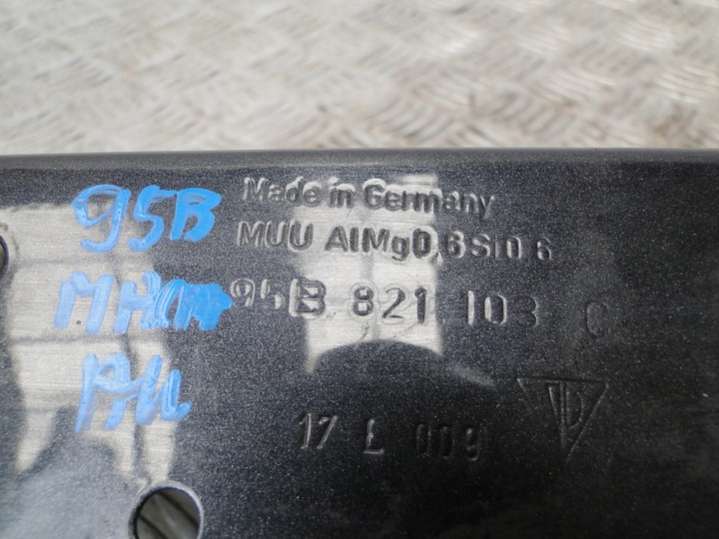 Made in Germany
MUU AlMg0,6Si0 6
95B 821 103 C
17 L 009
95B